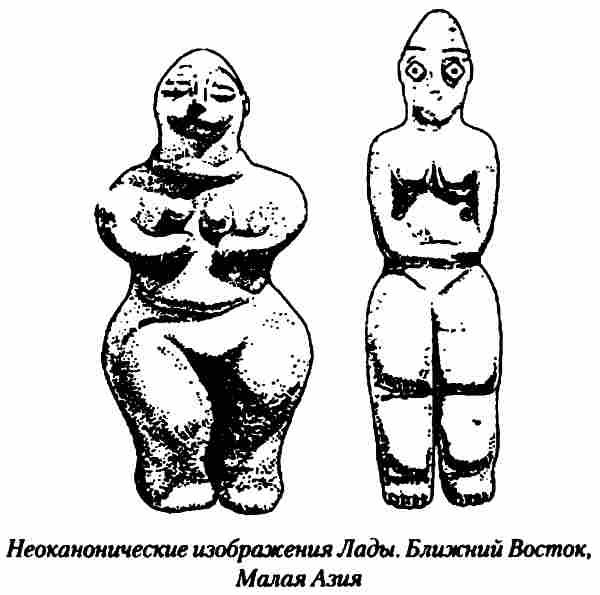 Неоканонические изображения Лады. Ближний Восток,
Малая Азия